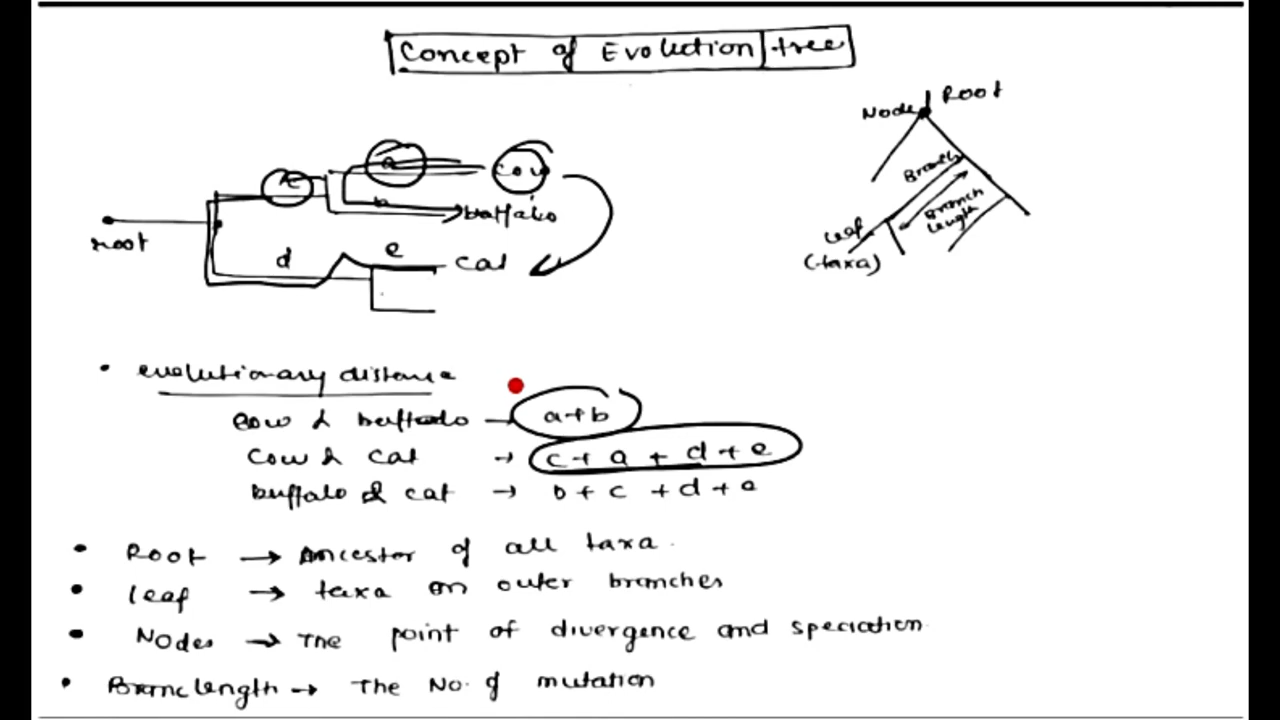 Concept of Evolution tree
Node Root
Branch
Branch length
leaf
(taxa)
a cow
c
b buffalo
root
d e cat
• evolutionary distance
cow & buffalo → a+b
cow & cat → c+ a + d+e
buffalo & cat → b+c +d+e
• Root → Ancestor of all taxa.
• leaf → taxa on outer branches
• Nodes → The point of divergence and speciation
• Branc length → The No. of mutation